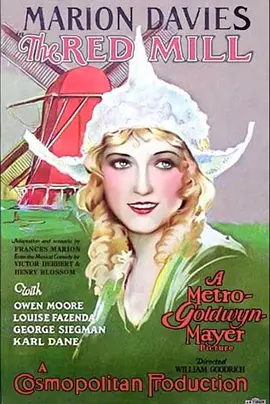 MARION DAVIES
"The RED MILL
Adaptation and scenario by
FRANCES MARION
from the Musical Comedy by
VICTOR HERBERT &
HENRY BLOSSOM
With
OWEN MOORE
LOUISE FAZENDA
GEORGE SIEGMAN
KARL DANE
A
Metro-
Goldwyn-
Mayer
Picture
Directed
WILLIAM GOODRICH
A
Cosmopolitan Production